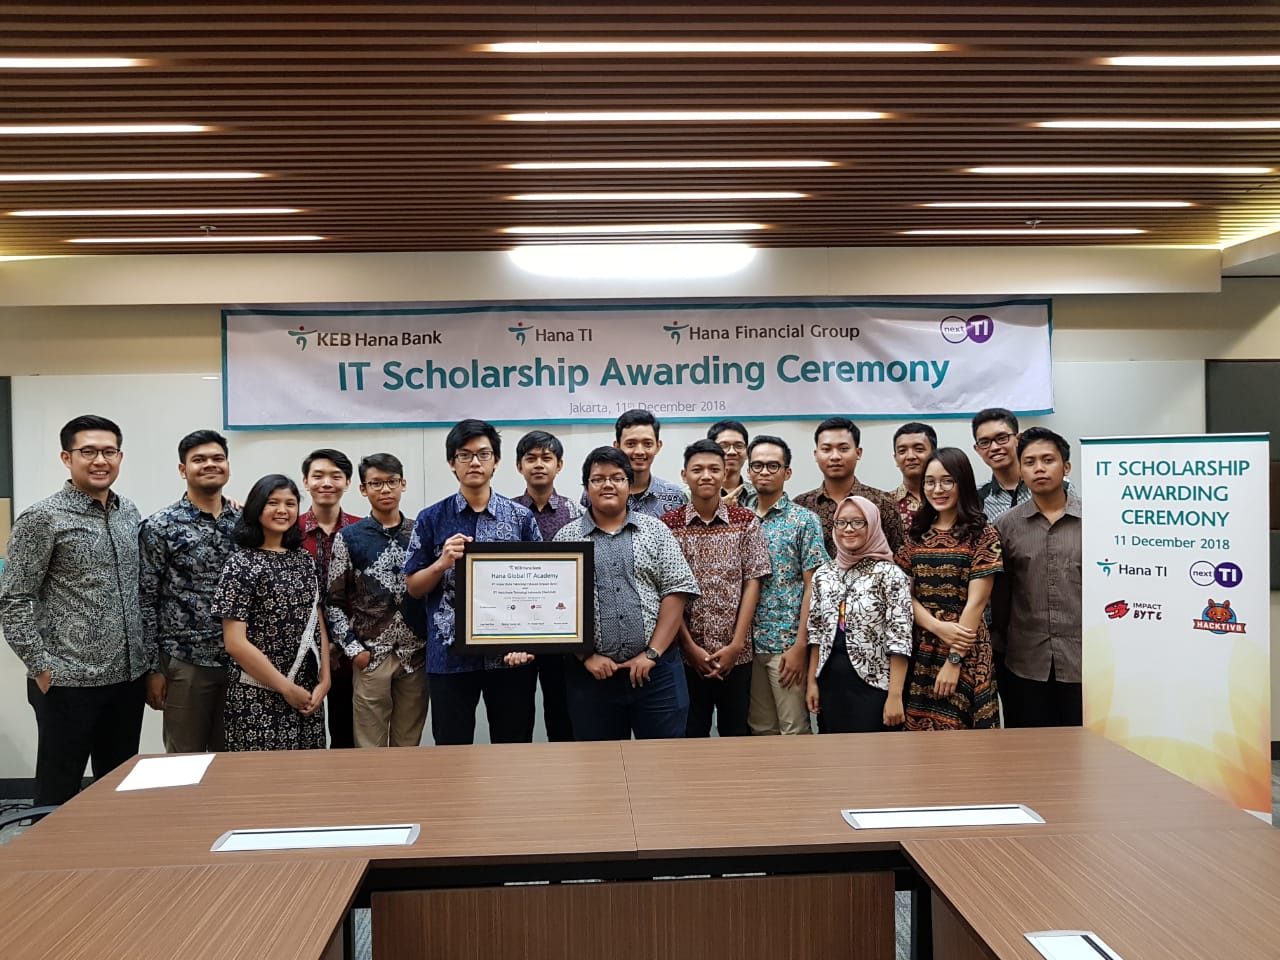 KEB Hana Bank
Hana TI
Hana Financial Group
next TI
IT Scholarship Awarding Ceremony
Jakarta, 11th December 2018
KEB Hana Bank
Hana Global IT Academy
IT SCHOLARSHIP
AWARDING
CEREMONY
11 December 2018
Hana TI
next TI
IMPACT
BYTE
HACKTIV8